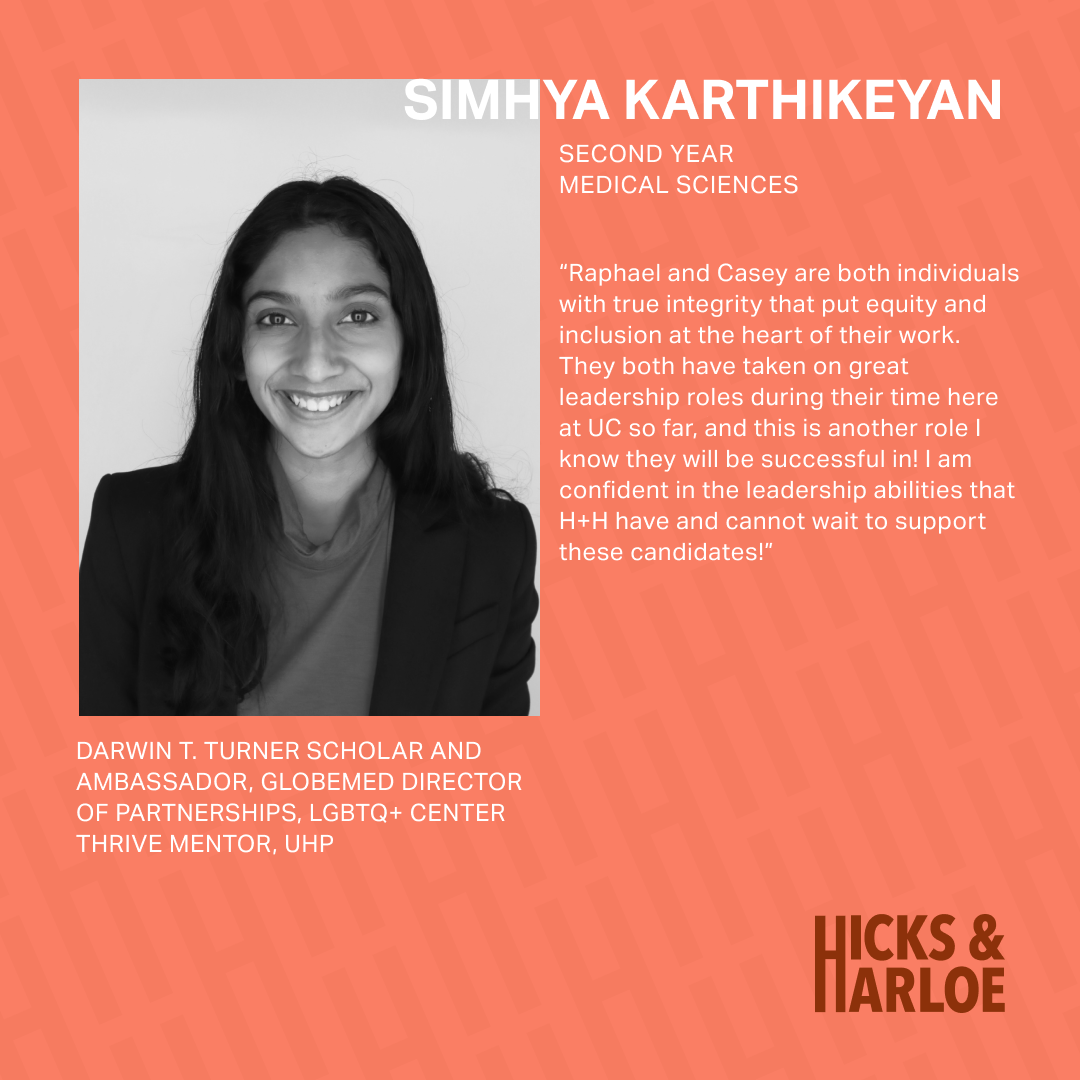 SIMHYA KARTHIKEYAN
SECOND YEAR
MEDICAL SCIENCES
“Raphael and Casey are both individuals
with true integrity that put equity and
inclusion at the heart of their work.
They both have taken on great
leadership roles during their time here
at UC so far, and this is another role I
know they will be successful in! I am
confident in the leadership abilities that
H+H have and cannot wait to support
these candidates!”
DARWIN T. TURNER SCHOLAR AND
AMBASSADOR, GLOBEMED DIRECTOR
OF PARTNERSHIPS, LGBTQ+ CENTER
THRIVE MENTOR, UHP
HICKS &
HARLOE